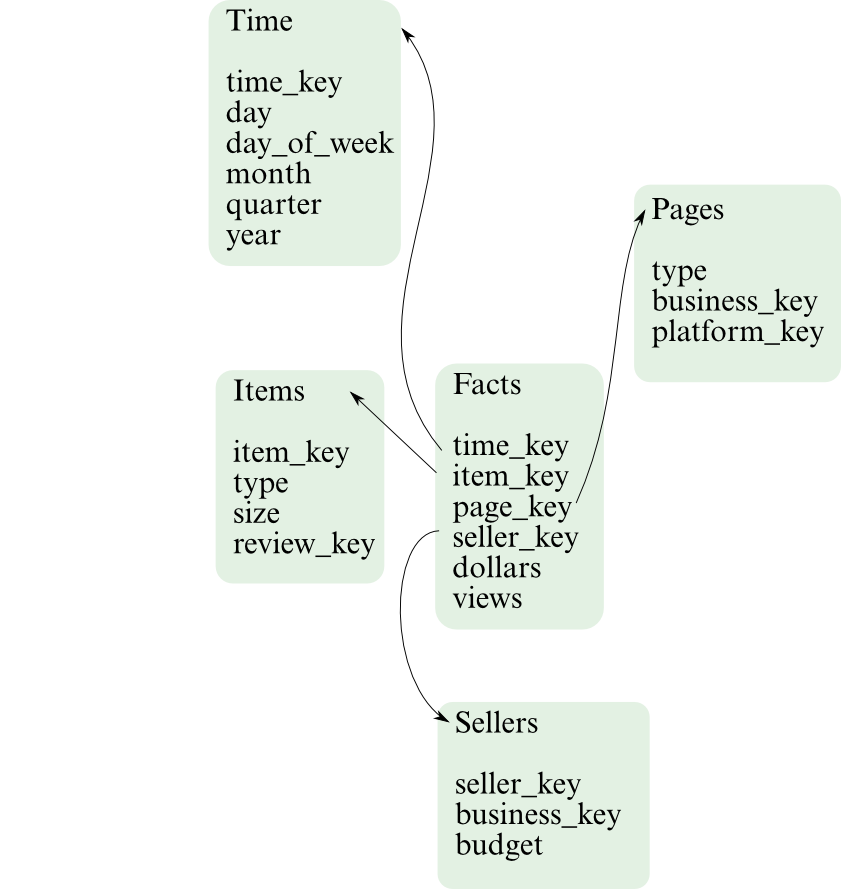 Time
time_key
day
day_of_week
month
quarter
year
Pages
type
business_key
platform_key
Items
item_key
type
size
review_key
Facts
time_key
item_key
page_key
seller_key
dollars
views
Sellers
seller_key
business_key
budget